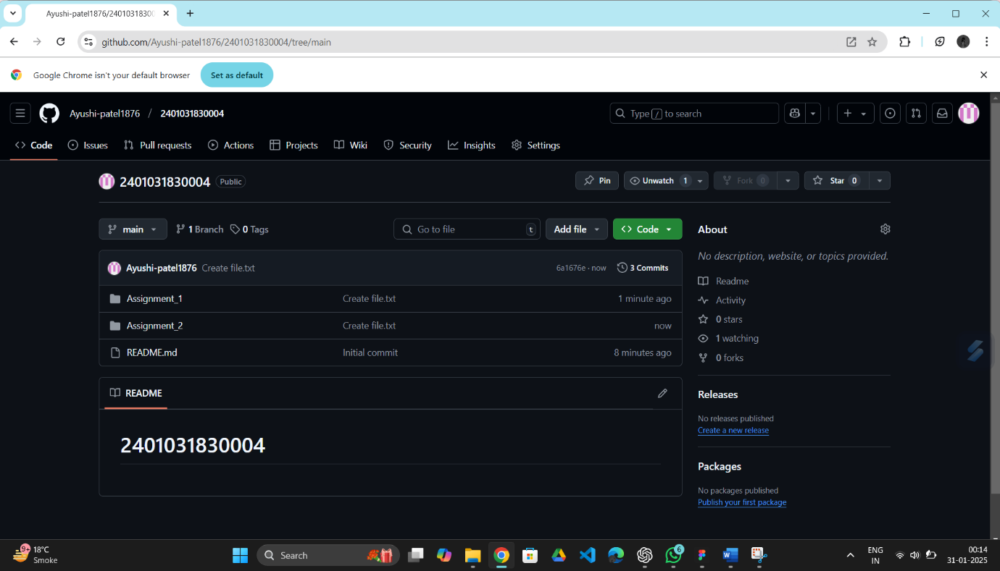 Ayushi-patel1876/24010318300
github.com/Ayushi-patel1876/2401031830004/tree/main
Google Chrome isn't your default browser Set as default
Ayushi-patel1876 / 2401031830004 Type / to search
Code Issues Pull requests Actions Projects Wiki Security Insights Settings
2401031830004 Public Pin Unwatch 1 Fork 0 Star 0
main 1 Branch 0 Tags Go to file t Add file Code
About
No description, website, or topics provided.
Ayushi-patel1876 Create file.txt 6a1676e · now 3 Commits
Readme
Assignment_1 Create file.txt 1 minute ago
Activity
0 stars
Assignment_2 Create file.txt now
1 watching
README.md Initial commit 8 minutes ago
0 forks
README
Releases
No releases published
Create a new release
2401031830004
Packages
No packages published
Publish your first package
9+
18°C
Smoke
Search
6
ENG
IN
00:14
31-01-2025